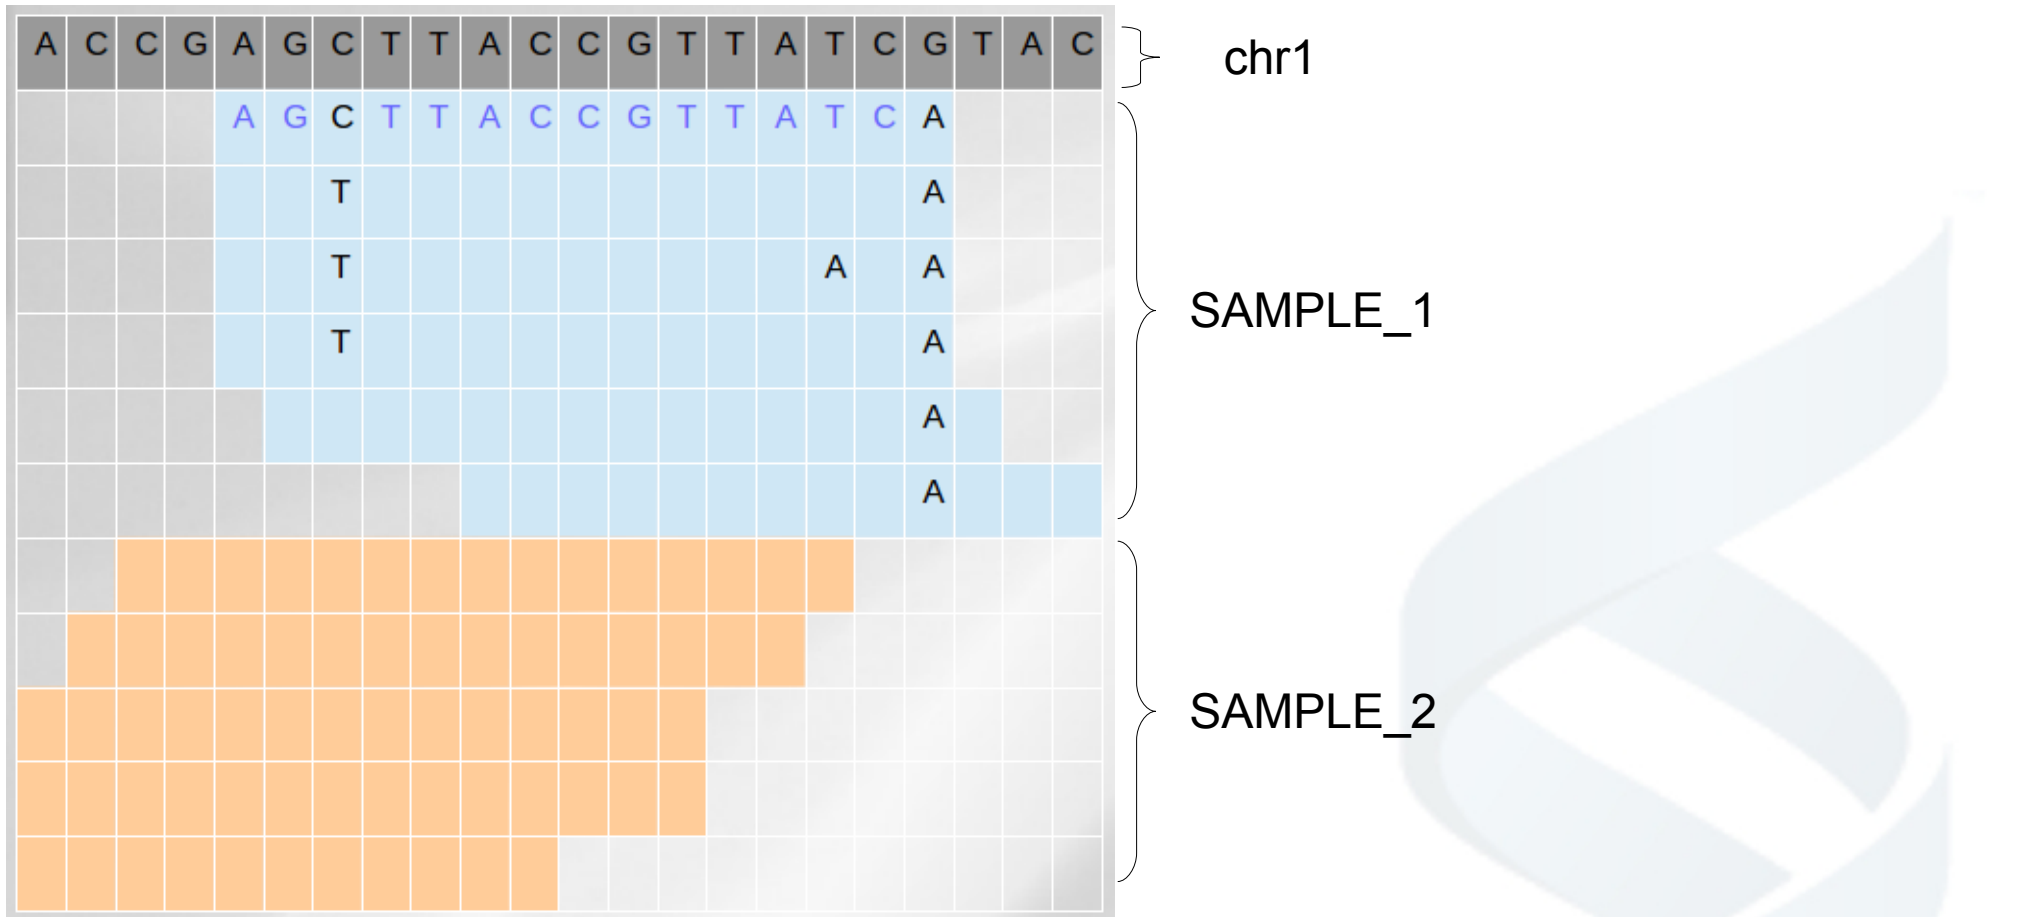 A C C G A G C T T A C C G T T A T C G T A C
chr1
A G C T T A C C G T T A T C A
T A
T A A
SAMPLE_1
T A
A
A
SAMPLE_2